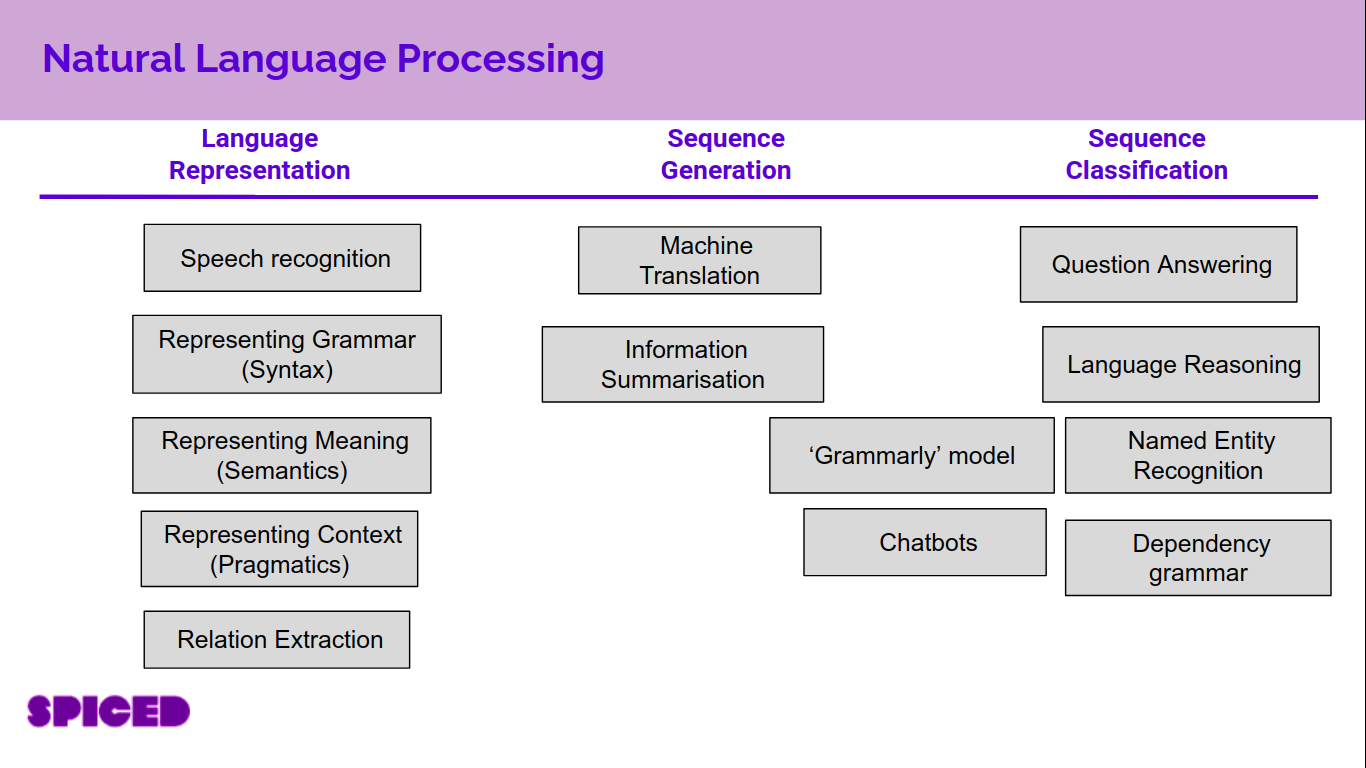 Natural Language Processing
Language
Representation
Sequence
Generation
Sequence
Classification
Speech recognition
Representing Grammar
(Syntax)
Representing Meaning
(Semantics)
Representing Context
(Pragmatics)
Relation Extraction
Machine
Translation
Information
Summarisation
‘Grammarly’ model
Chatbots
Question Answering
Language Reasoning
Named Entity
Recognition
Dependency
grammar
SPICED